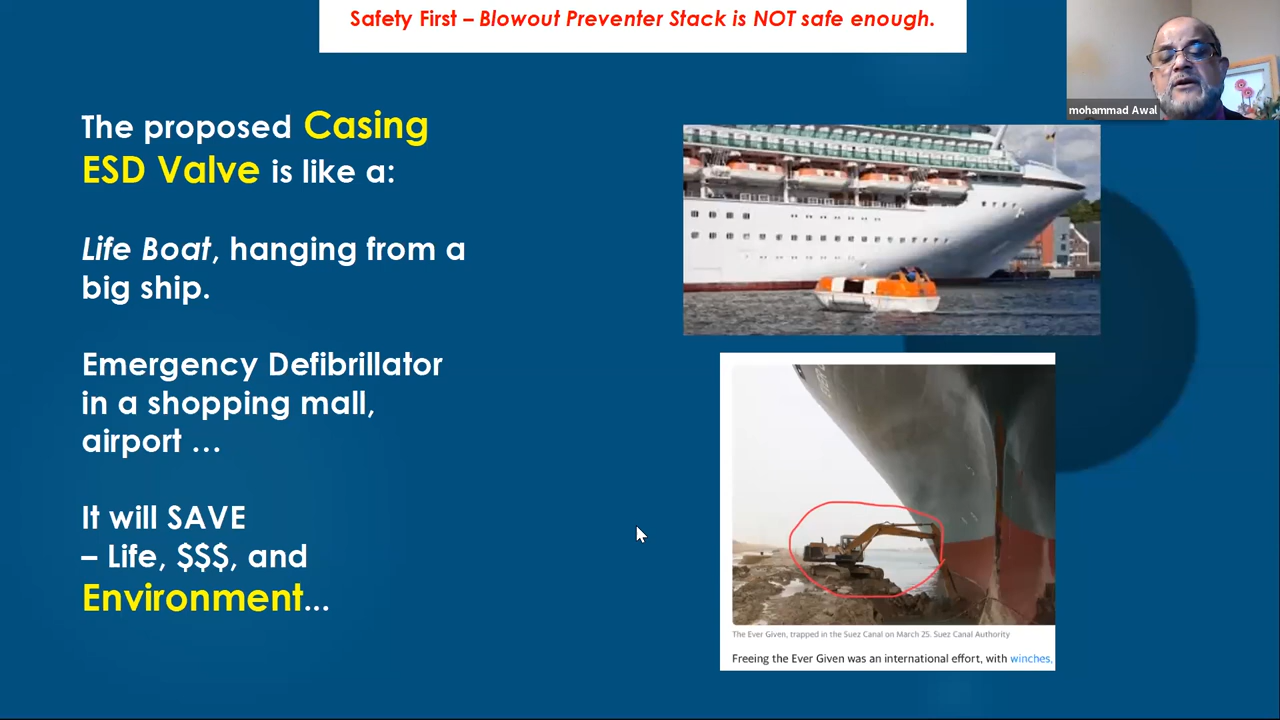 Safety First – Blowout Preventer Stack is NOT safe enough.
mohammad Awal
The proposed Casing
ESD Valve is like a:
Life Boat, hanging from a
big ship.
Emergency Defibrillator
in a shopping mall,
airport …
It will SAVE
– Life, $$$, and
Environment...
The Ever Given, trapped in the Suez Canal on March 25. Suez Canal Authority
Freeing the Ever Given was an international effort, with winches,